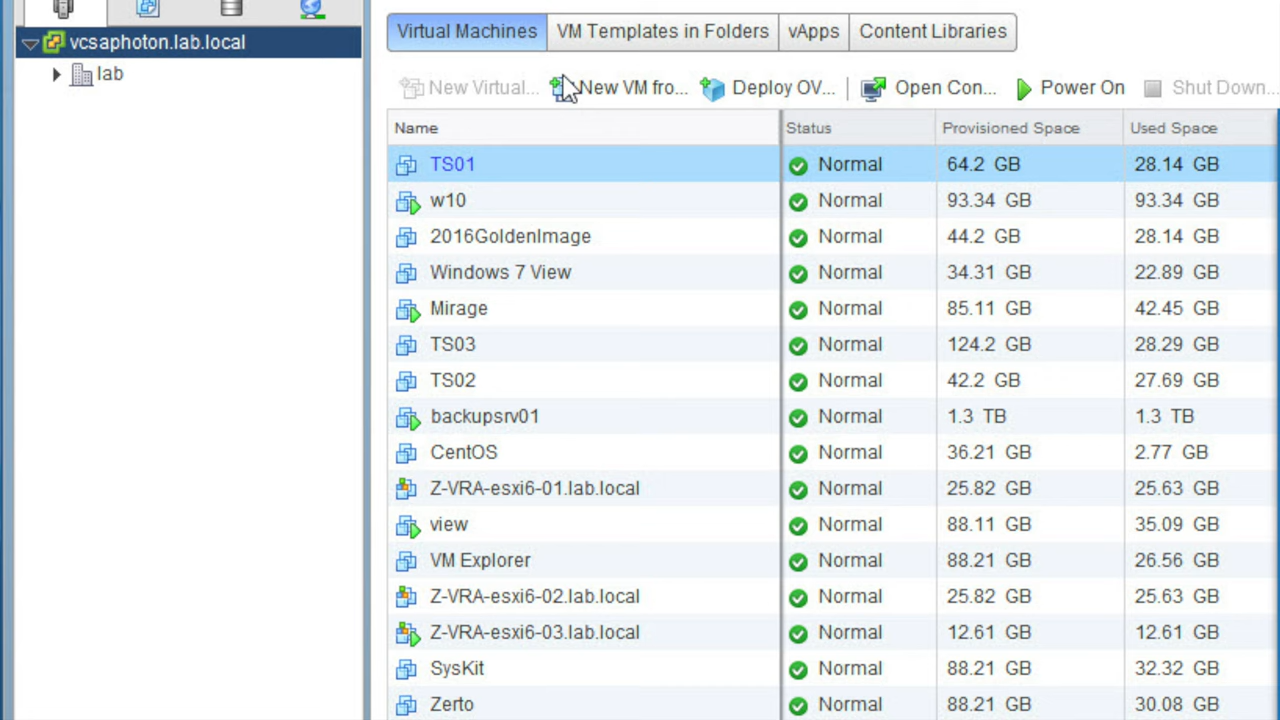 vcsaphoton.lab.local
lab
Virtual Machines VM Templates in Folders vApps Content Libraries
New Virtual... New VM fro... Deploy OV... Open Con... Power On Shut Down...
Name Status Provisioned Space Used Space
TS01 Normal 64.2 GB 28.14 GB
w10 Normal 93.34 GB 93.34 GB
2016GoldenImage Normal 44.2 GB 28.14 GB
Windows 7 View Normal 34.31 GB 22.89 GB
Mirage Normal 85.11 GB 42.45 GB
TS03 Normal 124.2 GB 28.29 GB
TS02 Normal 42.2 GB 27.69 GB
backupsrv01 Normal 1.3 TB 1.3 TB
CentOS Normal 36.21 GB 2.77 GB
Z-VRA-esxi6-01.lab.local Normal 25.82 GB 25.63 GB
view Normal 88.11 GB 35.09 GB
VM Explorer Normal 88.21 GB 26.56 GB
Z-VRA-esxi6-02.lab.local Normal 25.82 GB 25.63 GB
Z-VRA-esxi6-03.lab.local Normal 12.61 GB 12.61 GB
SysKit Normal 88.21 GB 32.32 GB
Zerto Normal 88.21 GB 30.08 GB